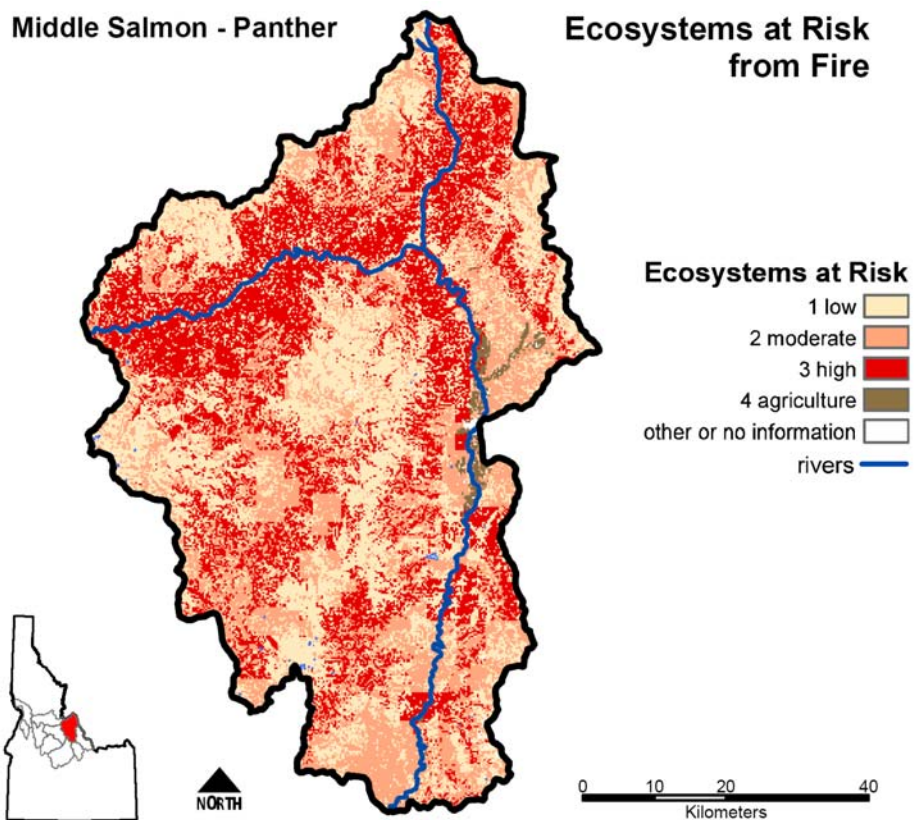 Middle Salmon - Panther
Ecosystems at Risk
from Fire
Ecosystems at Risk
1 low
2 moderate
3 high
4 agriculture
other or no information
rivers
NORTH
0 10 20 40
Kilometers